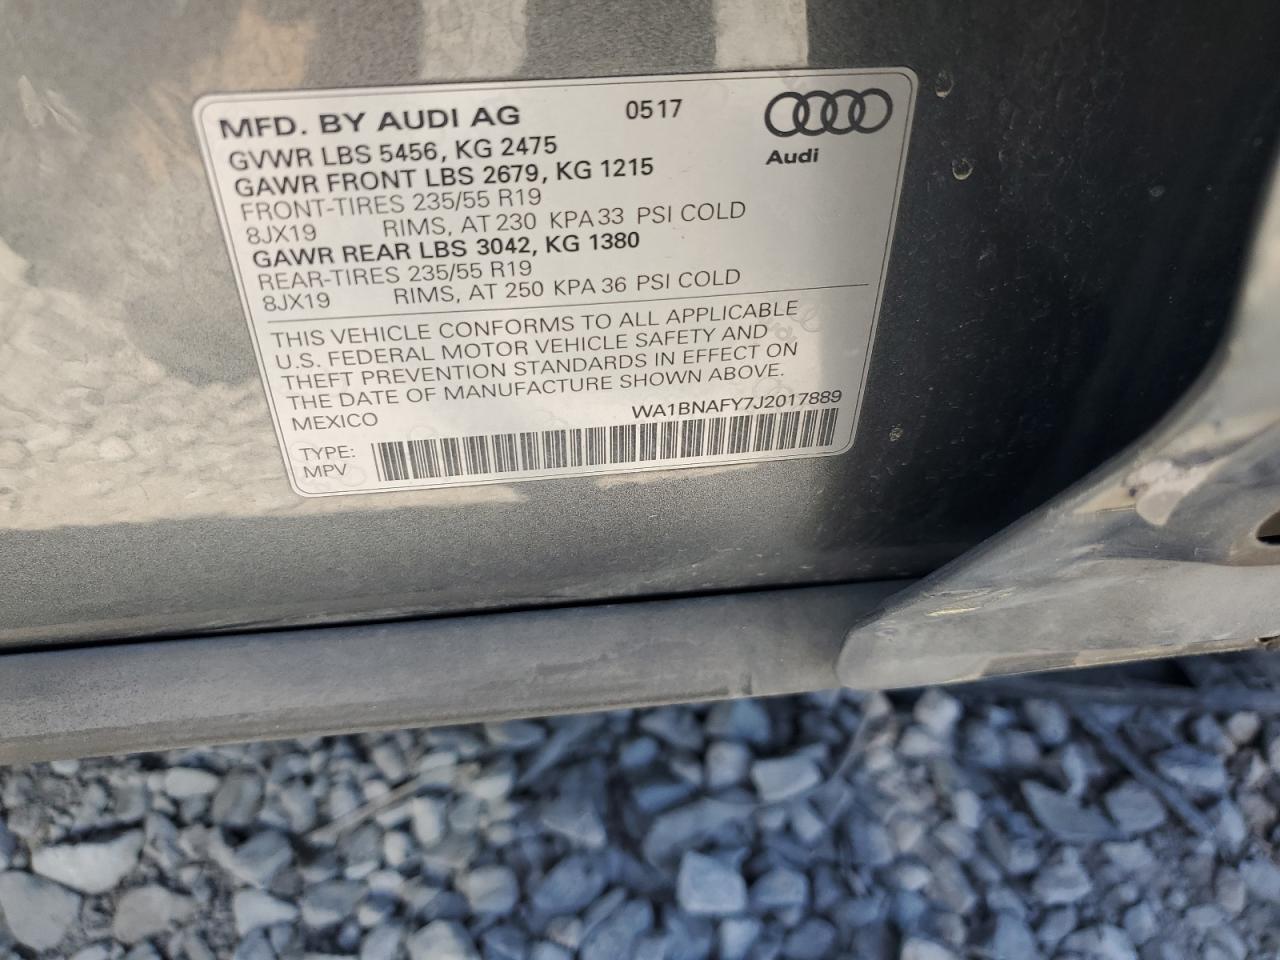 MFD. BY AUDI AG 0517
Audi
GVWR LBS 5456, KG 2475
GAWR FRONT LBS 2679, KG 1215
FRONT-TIRES 235/55 R19
8JX19 RIMS, AT 230 KPA 33 PSI COLD
GAWR REAR LBS 3042, KG 1380
REAR-TIRES 235/55 R19
8JX19 RIMS, AT 250 KPA 36 PSI COLD
THIS VEHICLE CONFORMS TO ALL APPLICABLE
U.S. FEDERAL MOTOR VEHICLE SAFETY AND
THEFT PREVENTION STANDARDS IN EFFECT ON
THE DATE OF MANUFACTURE SHOWN ABOVE.
MEXICO WA1BNAFY7J2017889
TYPE:
MPV